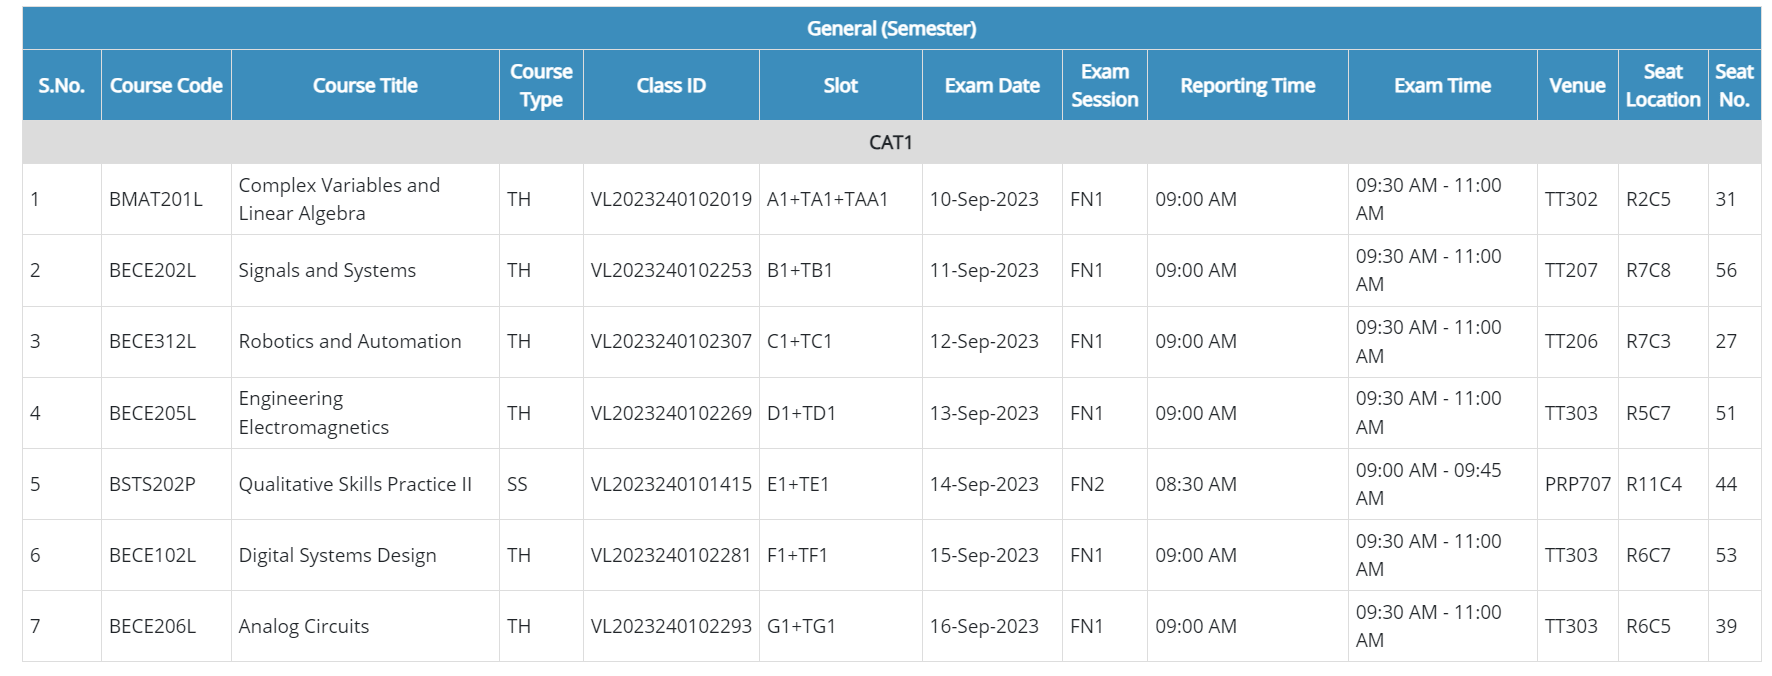 General (Semester)
S.No. Course Code Course Title Course Type Class ID Slot Exam Date Exam Session Reporting Time Exam Time Venue Seat Location Seat No.
CAT1
1 BMAT201L Complex Variables and Linear Algebra TH VL2023240102019 A1+TA1+TAA1 10-Sep-2023 FN1 09:00 AM 09:30 AM - 11:00 AM TT302 R2C5 31
2 BECE202L Signals and Systems TH VL2023240102253 B1+TB1 11-Sep-2023 FN1 09:00 AM 09:30 AM - 11:00 AM TT207 R7C8 56
3 BECE312L Robotics and Automation TH VL2023240102307 C1+TC1 12-Sep-2023 FN1 09:00 AM 09:30 AM - 11:00 AM TT206 R7C3 27
4 BECE205L Engineering Electromagnetics TH VL2023240102269 D1+TD1 13-Sep-2023 FN1 09:00 AM 09:30 AM - 11:00 AM TT303 R5C7 51
5 BSTS202P Qualitative Skills Practice II SS VL2023240101415 E1+TE1 14-Sep-2023 FN2 08:30 AM 09:00 AM - 09:45 AM PRP707 R11C4 44
6 BECE102L Digital Systems Design TH VL2023240102281 F1+TF1 15-Sep-2023 FN1 09:00 AM 09:30 AM - 11:00 AM TT303 R6C7 53
7 BECE206L Analog Circuits TH VL2023240102293 G1+TG1 16-Sep-2023 FN1 09:00 AM 09:30 AM - 11:00 AM TT303 R6C5 39